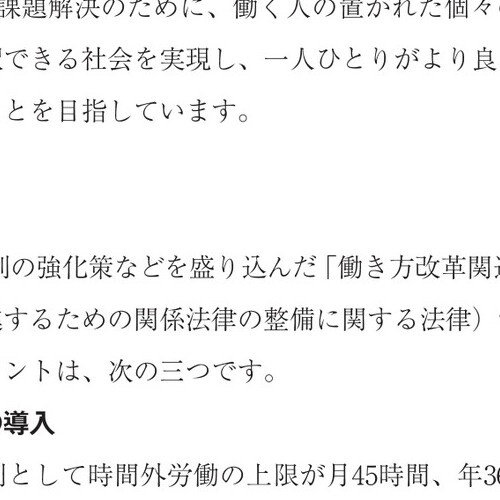 課題解決のために、働く人の置かれた個々
できる社会を実現し、一人ひとりがより良
とを目指しています。
の強化策などを盛り込んだ「働き方改革関連
するための関係法律の整備に関する法律）
ントは、次の三つです。
導入
として時間外労働の上限が月45時間、年36